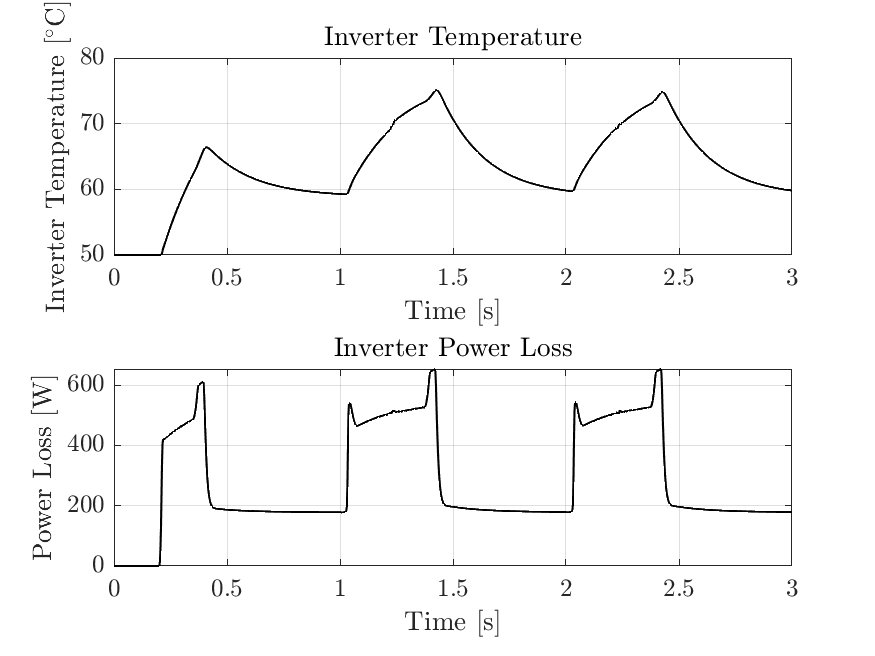 Inverter Temperature
Inverter Temperature [°C]
80
70
60
50
0 0.5 1 1.5 2 2.5 3
Time [s]
Inverter Power Loss
Power Loss [W]
600
400
200
0
0 0.5 1 1.5 2 2.5 3
Time [s]